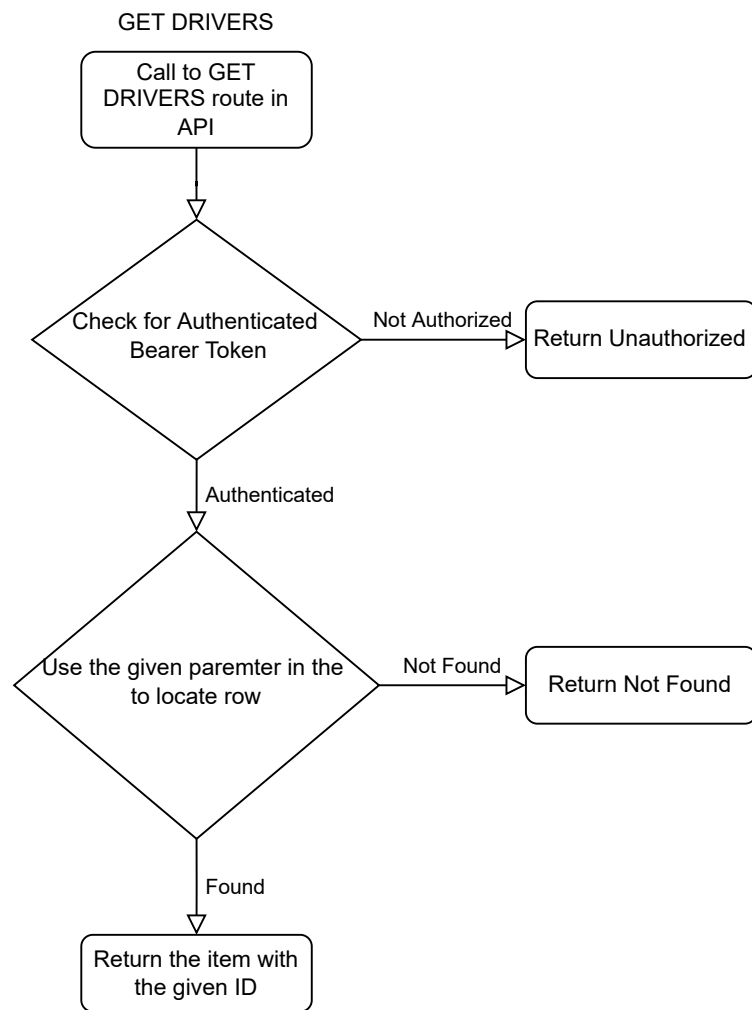 GET DRIVERS
Call to GET
DRIVERS route in
API
Check for Authenticated
Bearer Token
Not Authorized
Return Unauthorized
Authenticated
Use the given paremter in the
to locate row
Not Found
Return Not Found
Found
Return the item with
the given ID